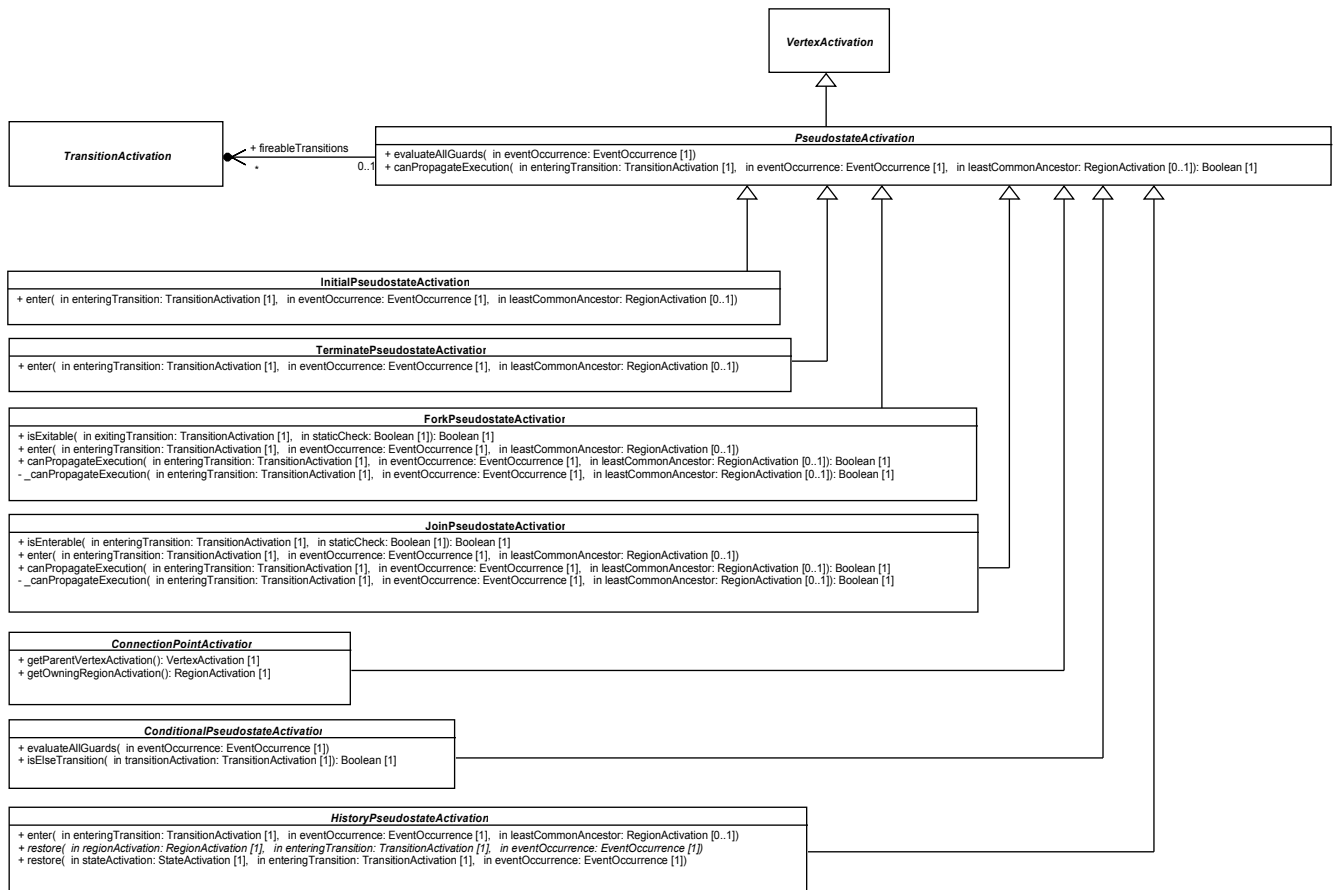 VertexActivation
TransitionActivation
+ fireableTransitions
*
0..1
PseudostateActivation
+ evaluateAllGuards( in eventOccurrence: EventOccurrence [1])
+ canPropagateExecution( in enteringTransition: TransitionActivation [1], in eventOccurrence: EventOccurrence [1], in leastCommonAncestor: RegionActivation [0..1]): Boolean [1]
InitialPseudostateActivation
+ enter( in enteringTransition: TransitionActivation [1], in eventOccurrence: EventOccurrence [1], in leastCommonAncestor: RegionActivation [0..1])
TerminatePseudostateActivation
+ enter( in enteringTransition: TransitionActivation [1], in eventOccurrence: EventOccurrence [1], in leastCommonAncestor: RegionActivation [0..1])
ForkPseudostateActivation
+ isExitable( in exitingTransition: TransitionActivation [1], in staticCheck: Boolean [1]): Boolean [1]
+ enter( in enteringTransition: TransitionActivation [1], in eventOccurrence: EventOccurrence [1], in leastCommonAncestor: RegionActivation [0..1])
+ canPropagateExecution( in enteringTransition: TransitionActivation [1], in eventOccurrence: EventOccurrence [1], in leastCommonAncestor: RegionActivation [0..1]): Boolean [1]
- _canPropagateExecution( in enteringTransition: TransitionActivation [1], in eventOccurrence: EventOccurrence [1], in leastCommonAncestor: RegionActivation [0..1]): Boolean [1]
JoinPseudostateActivation
+ isEnterable( in enteringTransition: TransitionActivation [1], in staticCheck: Boolean [1]): Boolean [1]
+ enter( in enteringTransition: TransitionActivation [1], in eventOccurrence: EventOccurrence [1], in leastCommonAncestor: RegionActivation [0..1])
+ canPropagateExecution( in enteringTransition: TransitionActivation [1], in eventOccurrence: EventOccurrence [1], in leastCommonAncestor: RegionActivation [0..1]): Boolean [1]
- _canPropagateExecution( in enteringTransition: TransitionActivation [1], in eventOccurrence: EventOccurrence [1], in leastCommonAncestor: RegionActivation [0..1]): Boolean [1]
ConnectionPointActivation
+ getParentVertexActivation(): VertexActivation [1]
+ getOwningRegionActivation(): RegionActivation [1]
ConditionalPseudostateActivation
+ evaluateAllGuards( in eventOccurrence: EventOccurrence [1])
+ isElseTransition( in transitionActivation: TransitionActivation [1]): Boolean [1]
HistoryPseudostateActivation
+ enter( in enteringTransition: TransitionActivation [1], in eventOccurrence: EventOccurrence [1], in leastCommonAncestor: RegionActivation [0..1])
+ restore( in regionActivation: RegionActivation [1], in enteringTransition: TransitionActivation [1], in eventOccurrence: EventOccurrence [1])
+ restore( in stateActivation: StateActivation [1], in enteringTransition: TransitionActivation [1], in eventOccurrence: EventOccurrence [1])